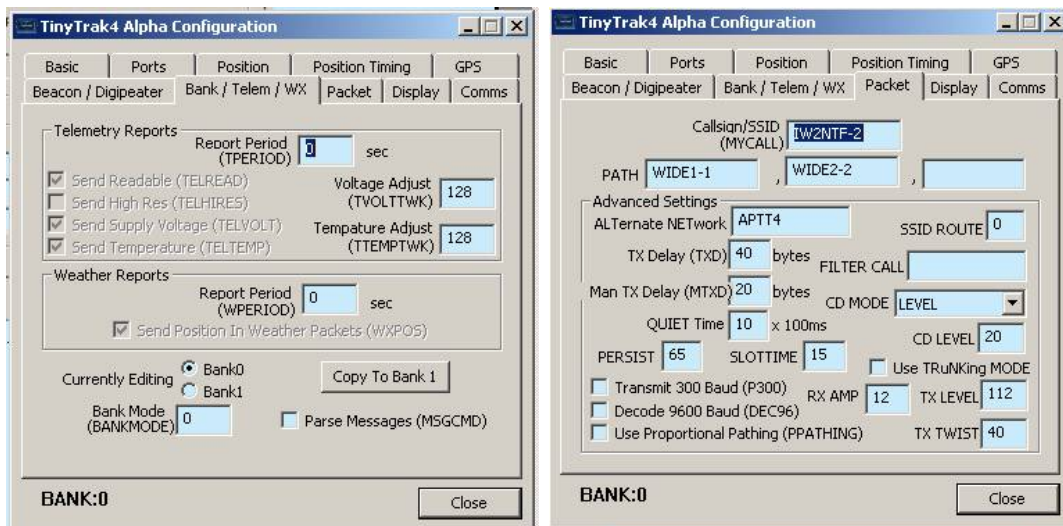 TinyTrak4 Alpha Configuration
Basic Ports Position Position Timing GPS
Beacon / Digipeater Bank / Telem / WX Packet Display Comms
Telemetry Reports
Report Period
(TPERIOD) 0 sec
Send Readable (TELREAD)
Send High Res (TELHIRES)
Send Supply Voltage (TELVOLT)
Send Temperature (TELTEMP)
Voltage Adjust
(TVOLTTWK) 128
Tempature Adjust
(TTEMPTWK) 128
Weather Reports
Report Period
(WPERIOD) 0 sec
Send Position In Weather Packets (WXPOS)
Currently Editing Bank0
Bank1
Copy To Bank 1
Bank Mode
(BANKMODE) 0
Parse Messages (MSGCMD)
BANK:0 Close
TinyTrak4 Alpha Configuration
Basic Ports Position Position Timing GPS
Beacon / Digipeater Bank / Telem / WX Packet Display Comms
Callsign/SSID
(MYCALL) IW2NTF-2
PATH WIDE1-1 , WIDE2-2 ,
Advanced Settings
ALTernate NETwork APTT4 SSID ROUTE 0
TX Delay (TXD) 40 bytes FILTER CALL
Man TX Delay (MTXD) 20 bytes CD MODE LEVEL
QUIET Time 10 x 100ms CD LEVEL 20
PERSIST 65 SLOTTIME 15 Use TRuNKing MODE
Transmit 300 Baud (P300) RX AMP 12 TX LEVEL 112
Decode 9600 Baud (DEC96)
Use Proportional Pathing (PPATHING) TX TWIST 40
BANK:0 Close